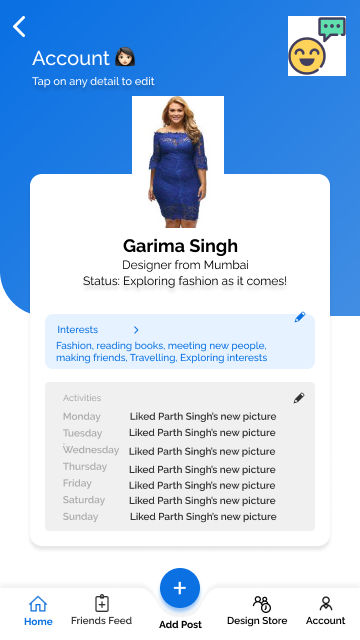 Account
Tap on any detail to edit
Garima Singh
Designer from Mumbai
Status: Exploring fashion as it comes!
Interests
Fashion, reading books, meeting new people,
making friends, Travelling, Exploring interests
Activities
Monday Liked Parth Singh's new picture
Tuesday Liked Parth Singh's new picture
Wednesday Liked Parth Singh's new picture
Thursday Liked Parth Singh's new picture
Friday Liked Parth Singh's new picture
Saturday Liked Parth Singh's new picture
Sunday Liked Parth Singh's new picture
Home Friends Feed Add Post Design Store Account